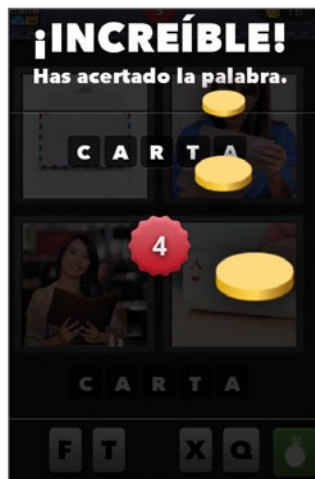 ¡INCREÍBLE!
Has acertado la palabra.
C A R T A
4
A
C A R T A
F T X Q